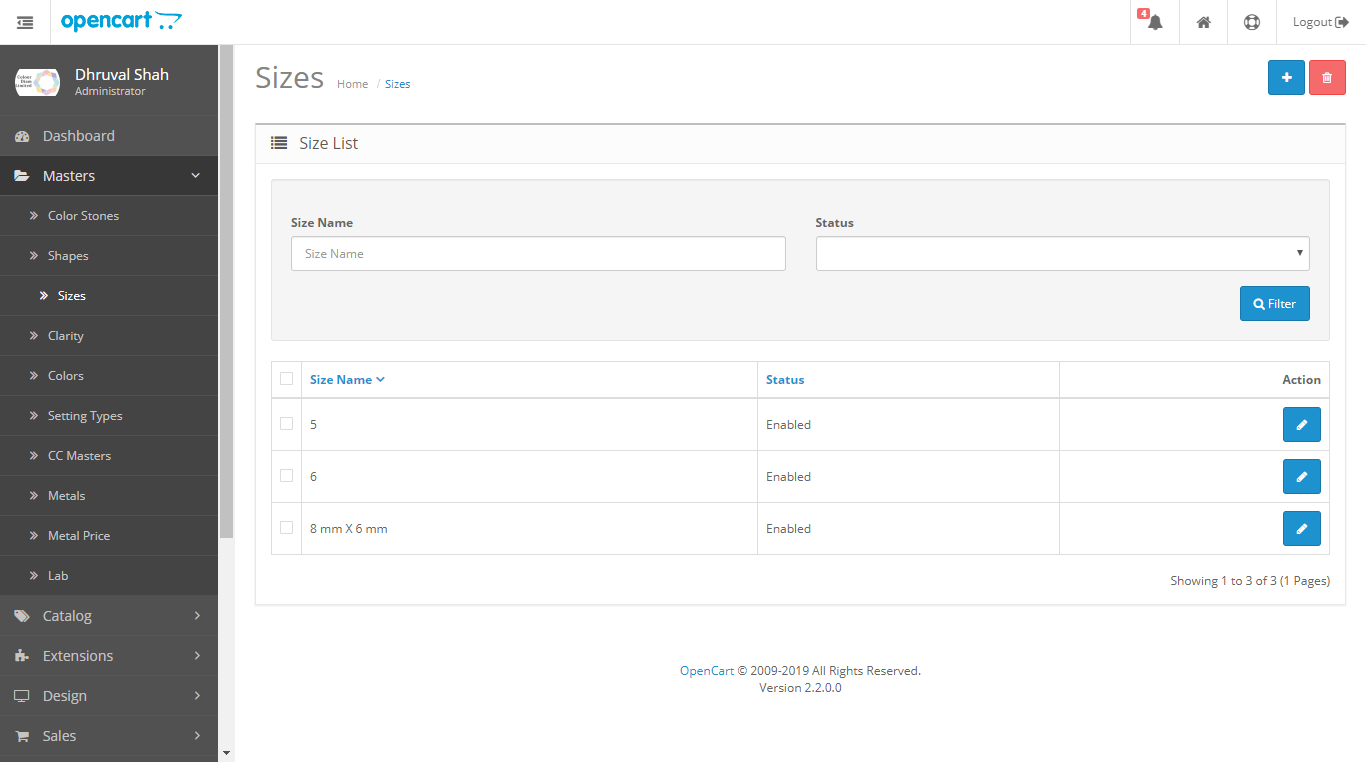 opencart
4
Logout
Dhruval Shah
Administrator
Dashboard
Masters
Color Stones
Shapes
Sizes
Clarity
Colors
Setting Types
CC Masters
Metals
Metal Price
Lab
Catalog
Extensions
Design
Sales
Sizes Home / Sizes
Size List
Size Name Status
Size Name
Filter
Size Name Status Action
5 Enabled
6 Enabled
8 mm X 6 mm Enabled
Showing 1 to 3 of 3 (1 Pages)
OpenCart © 2009-2019 All Rights Reserved.
Version 2.2.0.0